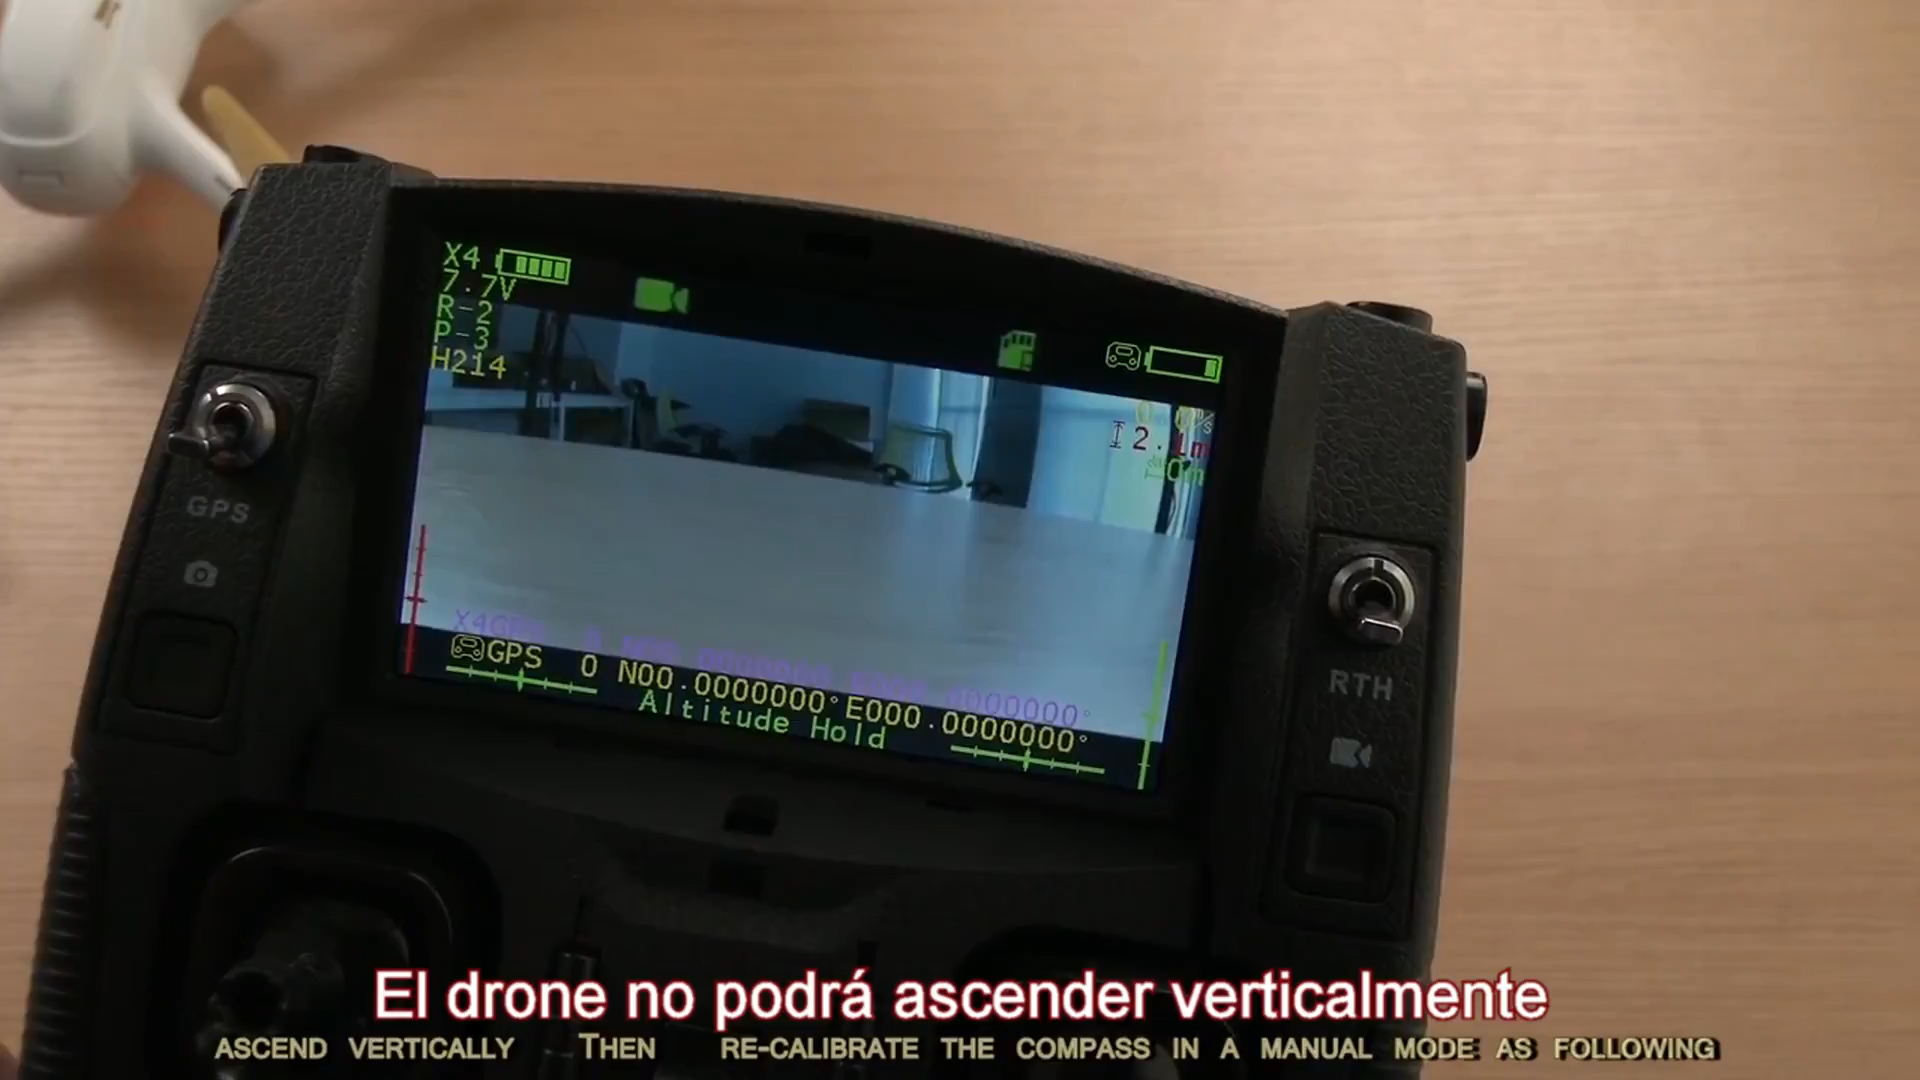 X4
7.7V
R-2
P-3
H214
2.1m
0m
GPS
RTH
X4GPS
GPS 0 N00.0000000° E000.0000000°
Altitude Hold
El drone no podrá ascender verticalmente
ASCEND VERTICALLY THEN RE-CALIBRATE THE COMPASS IN A MANUAL MODE AS FOLLOWING